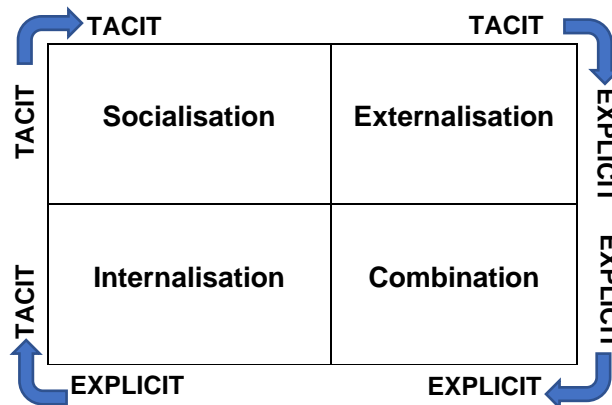 TACIT
TACIT
TACIT
EXPLICIT
Socialisation
Externalisation
TACIT
EXPLICIT
Internalisation
Combination
EXPLICIT
EXPLICIT